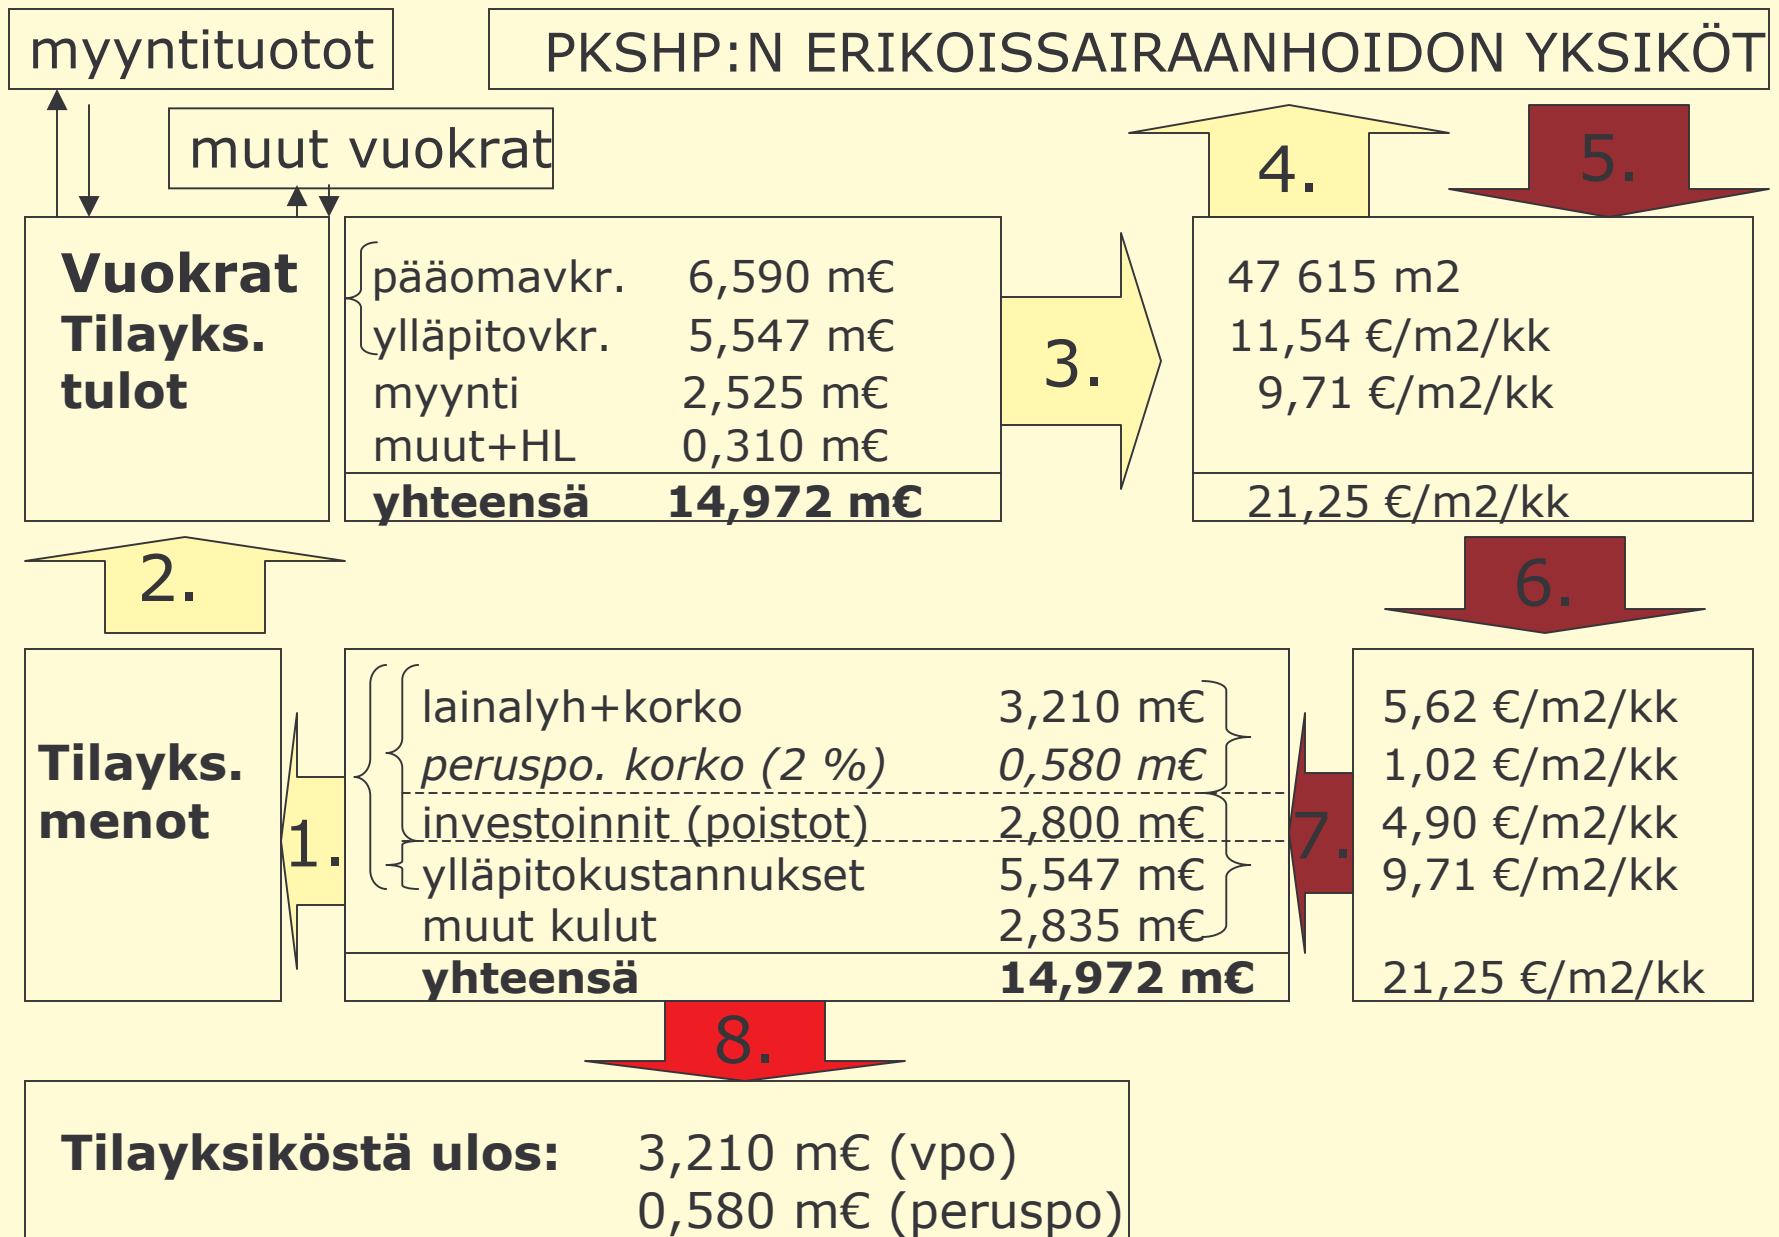 myyntituotot
PKSHP:N ERIKOISSAIRAANHOIDON YKSIKÖT
muut vuokrat
4.
5.
Vuokrat
Tilayks.
tulot
pääomavkr. 6,590 m€
ylläpitovkr. 5,547 m€
myynti 2,525 m€
muut+HL 0,310 m€
yhteensä 14,972 m€
3.
47 615 m2
11,54 €/m2/kk
9,71 €/m2/kk
21,25 €/m2/kk
2.
6.
Tilayks.
menot
1.
lainalyh+korko 3,210 m€
peruspo. korko (2 %) 0,580 m€
investoinnit (poistot) 2,800 m€
ylläpitokustannukset 5,547 m€
muut kulut 2,835 m€
yhteensä 14,972 m€
7.
5,62 €/m2/kk
1,02 €/m2/kk
4,90 €/m2/kk
9,71 €/m2/kk
21,25 €/m2/kk
8.
Tilayksiköstä ulos: 3,210 m€ (vpo)
0,580 m€ (peruspo)